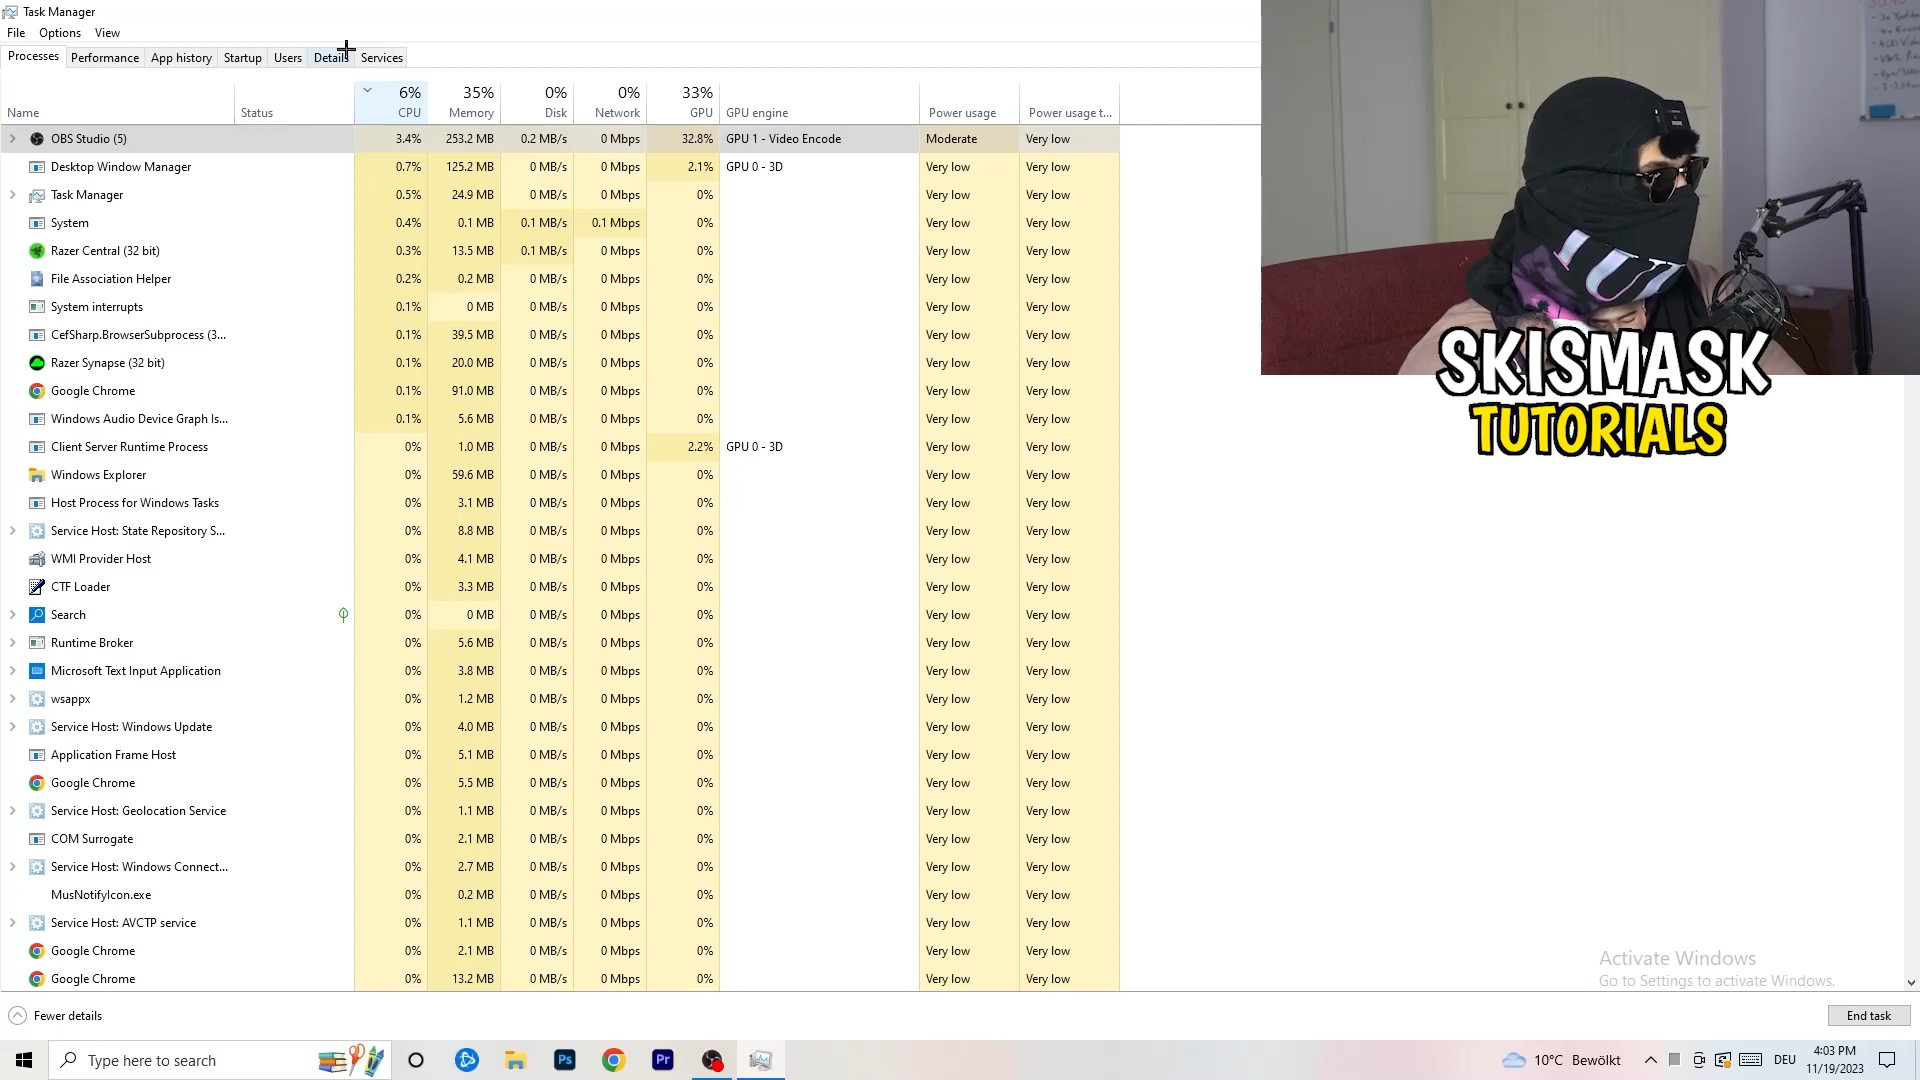 Task Manager
File Options View
Processes Performance App history Startup Users Details Services
6% 35% 0% 0% 33%
Name Status CPU Memory Disk Network GPU GPU engine Power usage Power usage t...
OBS Studio (5) 3.4% 253.2 MB 0.2 MB/s 0 Mbps 32.8% GPU 1 - Video Encode Moderate Very low
Desktop Window Manager 0.7% 125.2 MB 0 MB/s 0 Mbps 2.1% GPU 0 - 3D Very low Very low
Task Manager 0.5% 24.9 MB 0 MB/s 0 Mbps 0% Very low Very low
System 0.4% 0.1 MB 0.1 MB/s 0.1 Mbps 0% Very low Very low
Razer Central (32 bit) 0.3% 13.5 MB 0.1 MB/s 0 Mbps 0% Very low Very low
File Association Helper 0.2% 0.2 MB 0 MB/s 0 Mbps 0% Very low Very low
System interrupts 0.1% 0 MB 0 MB/s 0 Mbps 0% Very low Very low
CefSharp.BrowserSubprocess (3... 0.1% 39.5 MB 0 MB/s 0 Mbps 0% Very low Very low
Razer Synapse (32 bit) 0.1% 20.0 MB 0 MB/s 0 Mbps 0% Very low Very low
Google Chrome 0.1% 91.0 MB 0 MB/s 0 Mbps 0% Very low Very low
Windows Audio Device Graph Is... 0.1% 5.6 MB 0 MB/s 0 Mbps 0% Very low Very low
Client Server Runtime Process 0% 1.0 MB 0 MB/s 0 Mbps 2.2% GPU 0 - 3D Very low Very low
Windows Explorer 0% 59.6 MB 0 MB/s 0 Mbps 0% Very low Very low
Host Process for Windows Tasks 0% 3.1 MB 0 MB/s 0 Mbps 0% Very low Very low
Service Host: State Repository S... 0% 8.8 MB 0 MB/s 0 Mbps 0% Very low Very low
WMI Provider Host 0% 4.1 MB 0 MB/s 0 Mbps 0% Very low Very low
CTF Loader 0% 3.3 MB 0 MB/s 0 Mbps 0% Very low Very low
Search 0% 0 MB 0 MB/s 0 Mbps 0% Very low Very low
Runtime Broker 0% 5.6 MB 0 MB/s 0 Mbps 0% Very low Very low
Microsoft Text Input Application 0% 3.8 MB 0 MB/s 0 Mbps 0% Very low Very low
wsappx 0% 1.2 MB 0 MB/s 0 Mbps 0% Very low Very low
Service Host: Windows Update 0% 4.0 MB 0 MB/s 0 Mbps 0% Very low Very low
Application Frame Host 0% 5.1 MB 0 MB/s 0 Mbps 0% Very low Very low
Google Chrome 0% 5.5 MB 0 MB/s 0 Mbps 0% Very low Very low
Service Host: Geolocation Service 0% 1.1 MB 0 MB/s 0 Mbps 0% Very low Very low
COM Surrogate 0% 2.1 MB 0 MB/s 0 Mbps 0% Very low Very low
Service Host: Windows Connect... 0% 2.7 MB 0 MB/s 0 Mbps 0% Very low Very low
MusNotifyIcon.exe 0% 0.2 MB 0 MB/s 0 Mbps 0% Very low Very low
Service Host: AVCTP service 0% 1.1 MB 0 MB/s 0 Mbps 0% Very low Very low
Google Chrome 0% 2.1 MB 0 MB/s 0 Mbps 0% Very low Very low
Google Chrome 0% 13.2 MB 0 MB/s 0 Mbps 0% Very low Very low
SKISMASK
TUTORIALS
Activate Windows
Go to Settings to activate Windows.
Fewer details
End task
Type here to search
Ps
Pr
10°C Bewölkt
DEU
4:03 PM
11/19/2023